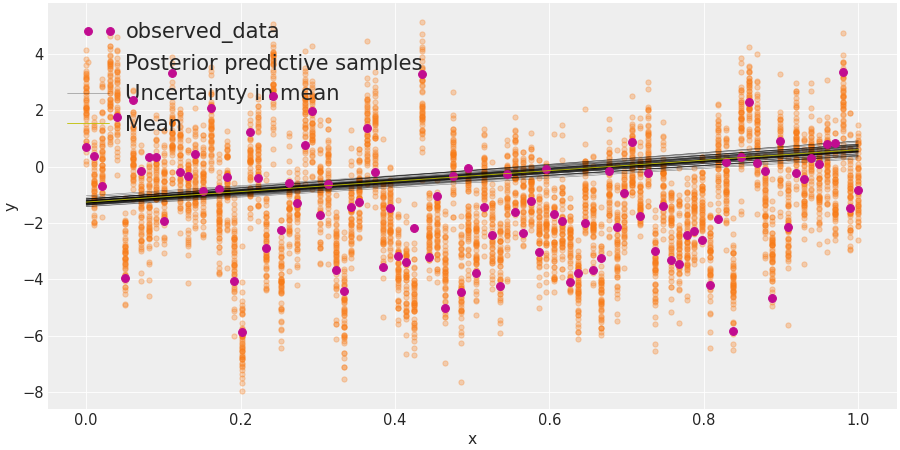 observed_data
Posterior predictive samples
Uncertainty in mean
Mean
4
2
0
−2
−4
−6
−8
y
0.0 0.2 0.4 0.6 0.8 1.0
x